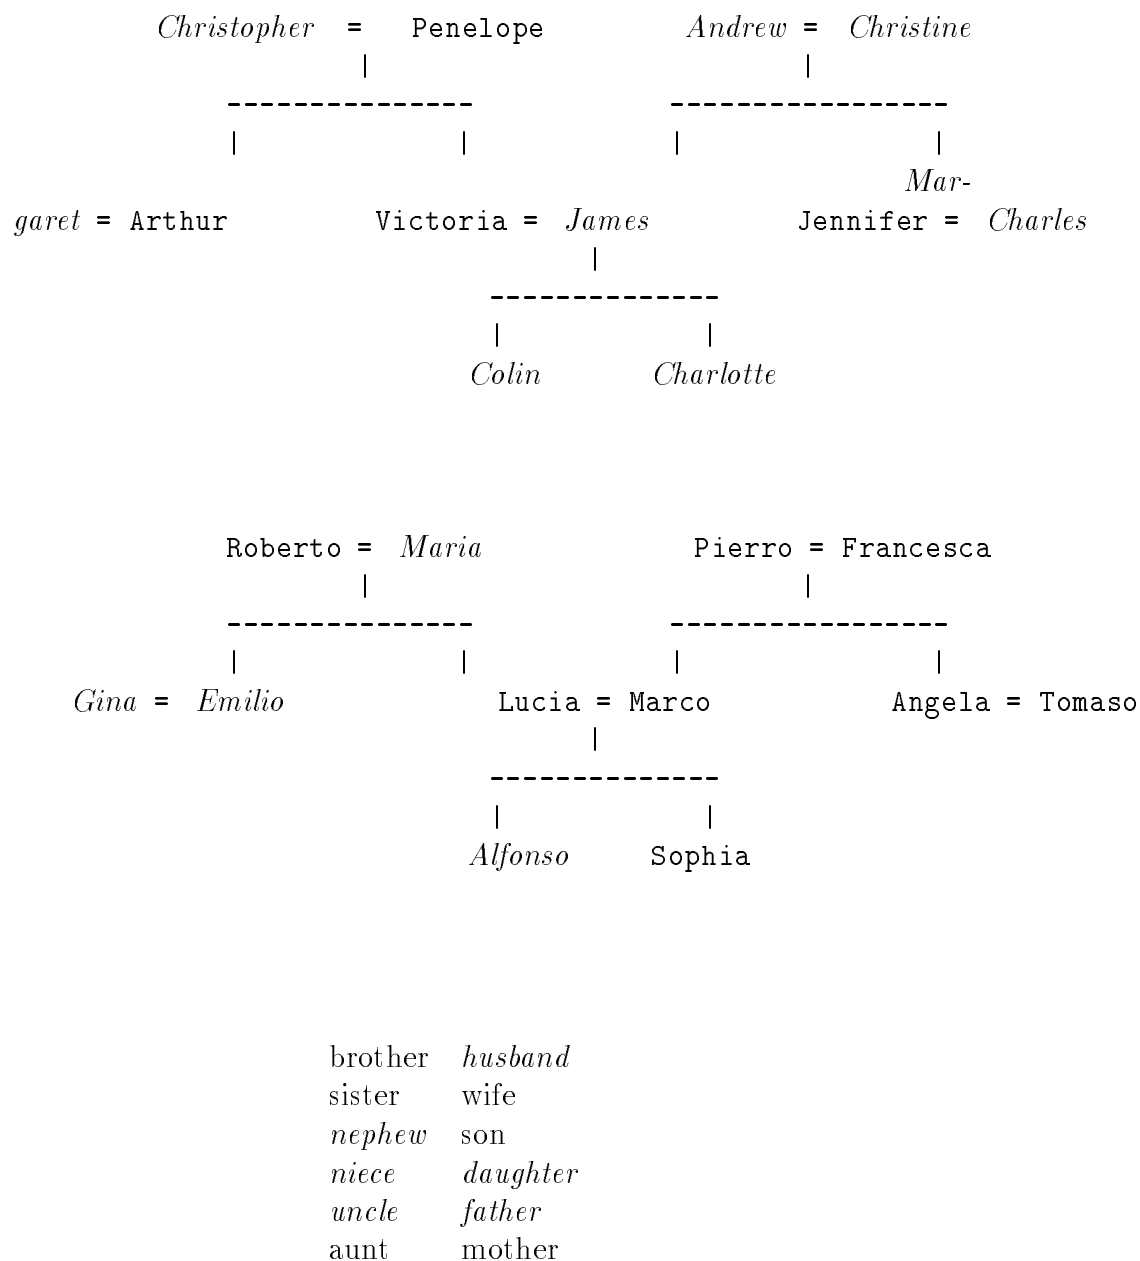 Christopher = Penelope Andrew = Christine
| |
--------------- -----------------
| | | |
Mar-
garet = Arthur Victoria = James Jennifer = Charles
|
--------------
| |
Colin Charlotte
Roberto = Maria Pierro = Francesca
| |
--------------- -----------------
| | | |
Gina = Emilio Lucia = Marco Angela = Tomaso
|
--------------
| |
Alfonso Sophia
brother husband
sister wife
nephew son
niece daughter
uncle father
aunt mother